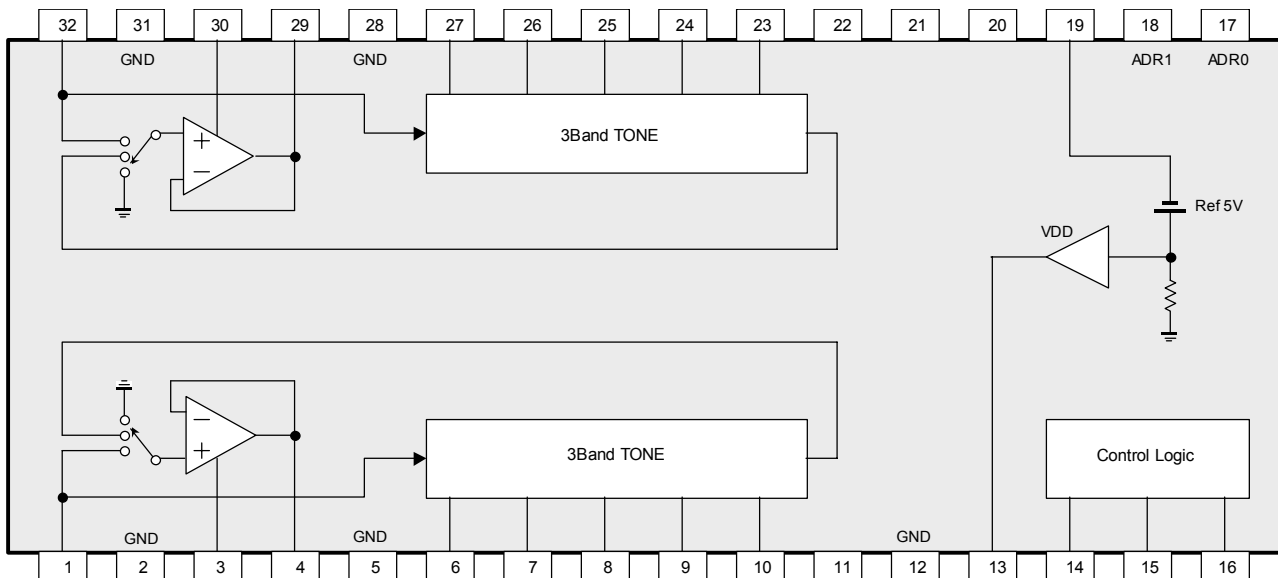 32 31 30 29 28 27 26 25 24 23 22 21 20 19 18 17
GND GND ADR1 ADR0
3Band TONE
+
−
Ref 5V
VDD
−
+
3Band TONE
Control Logic
GND GND GND
1 2 3 4 5 6 7 8 9 10 11 12 13 14 15 16